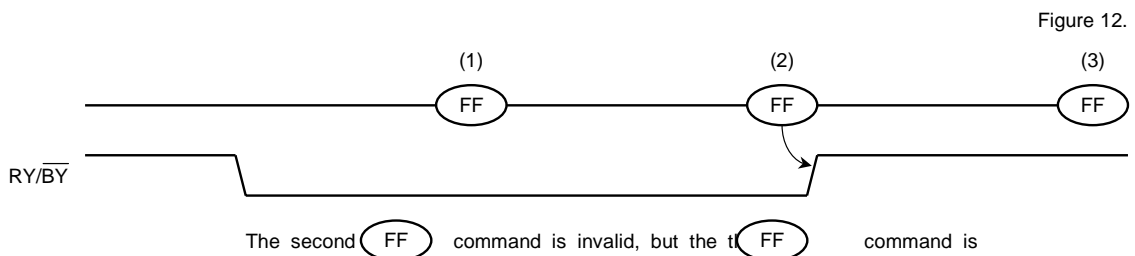 Figure 12.
(1) (2) (3)
FF FF FF
RY/BY
The second FF command is invalid, but the FF command is